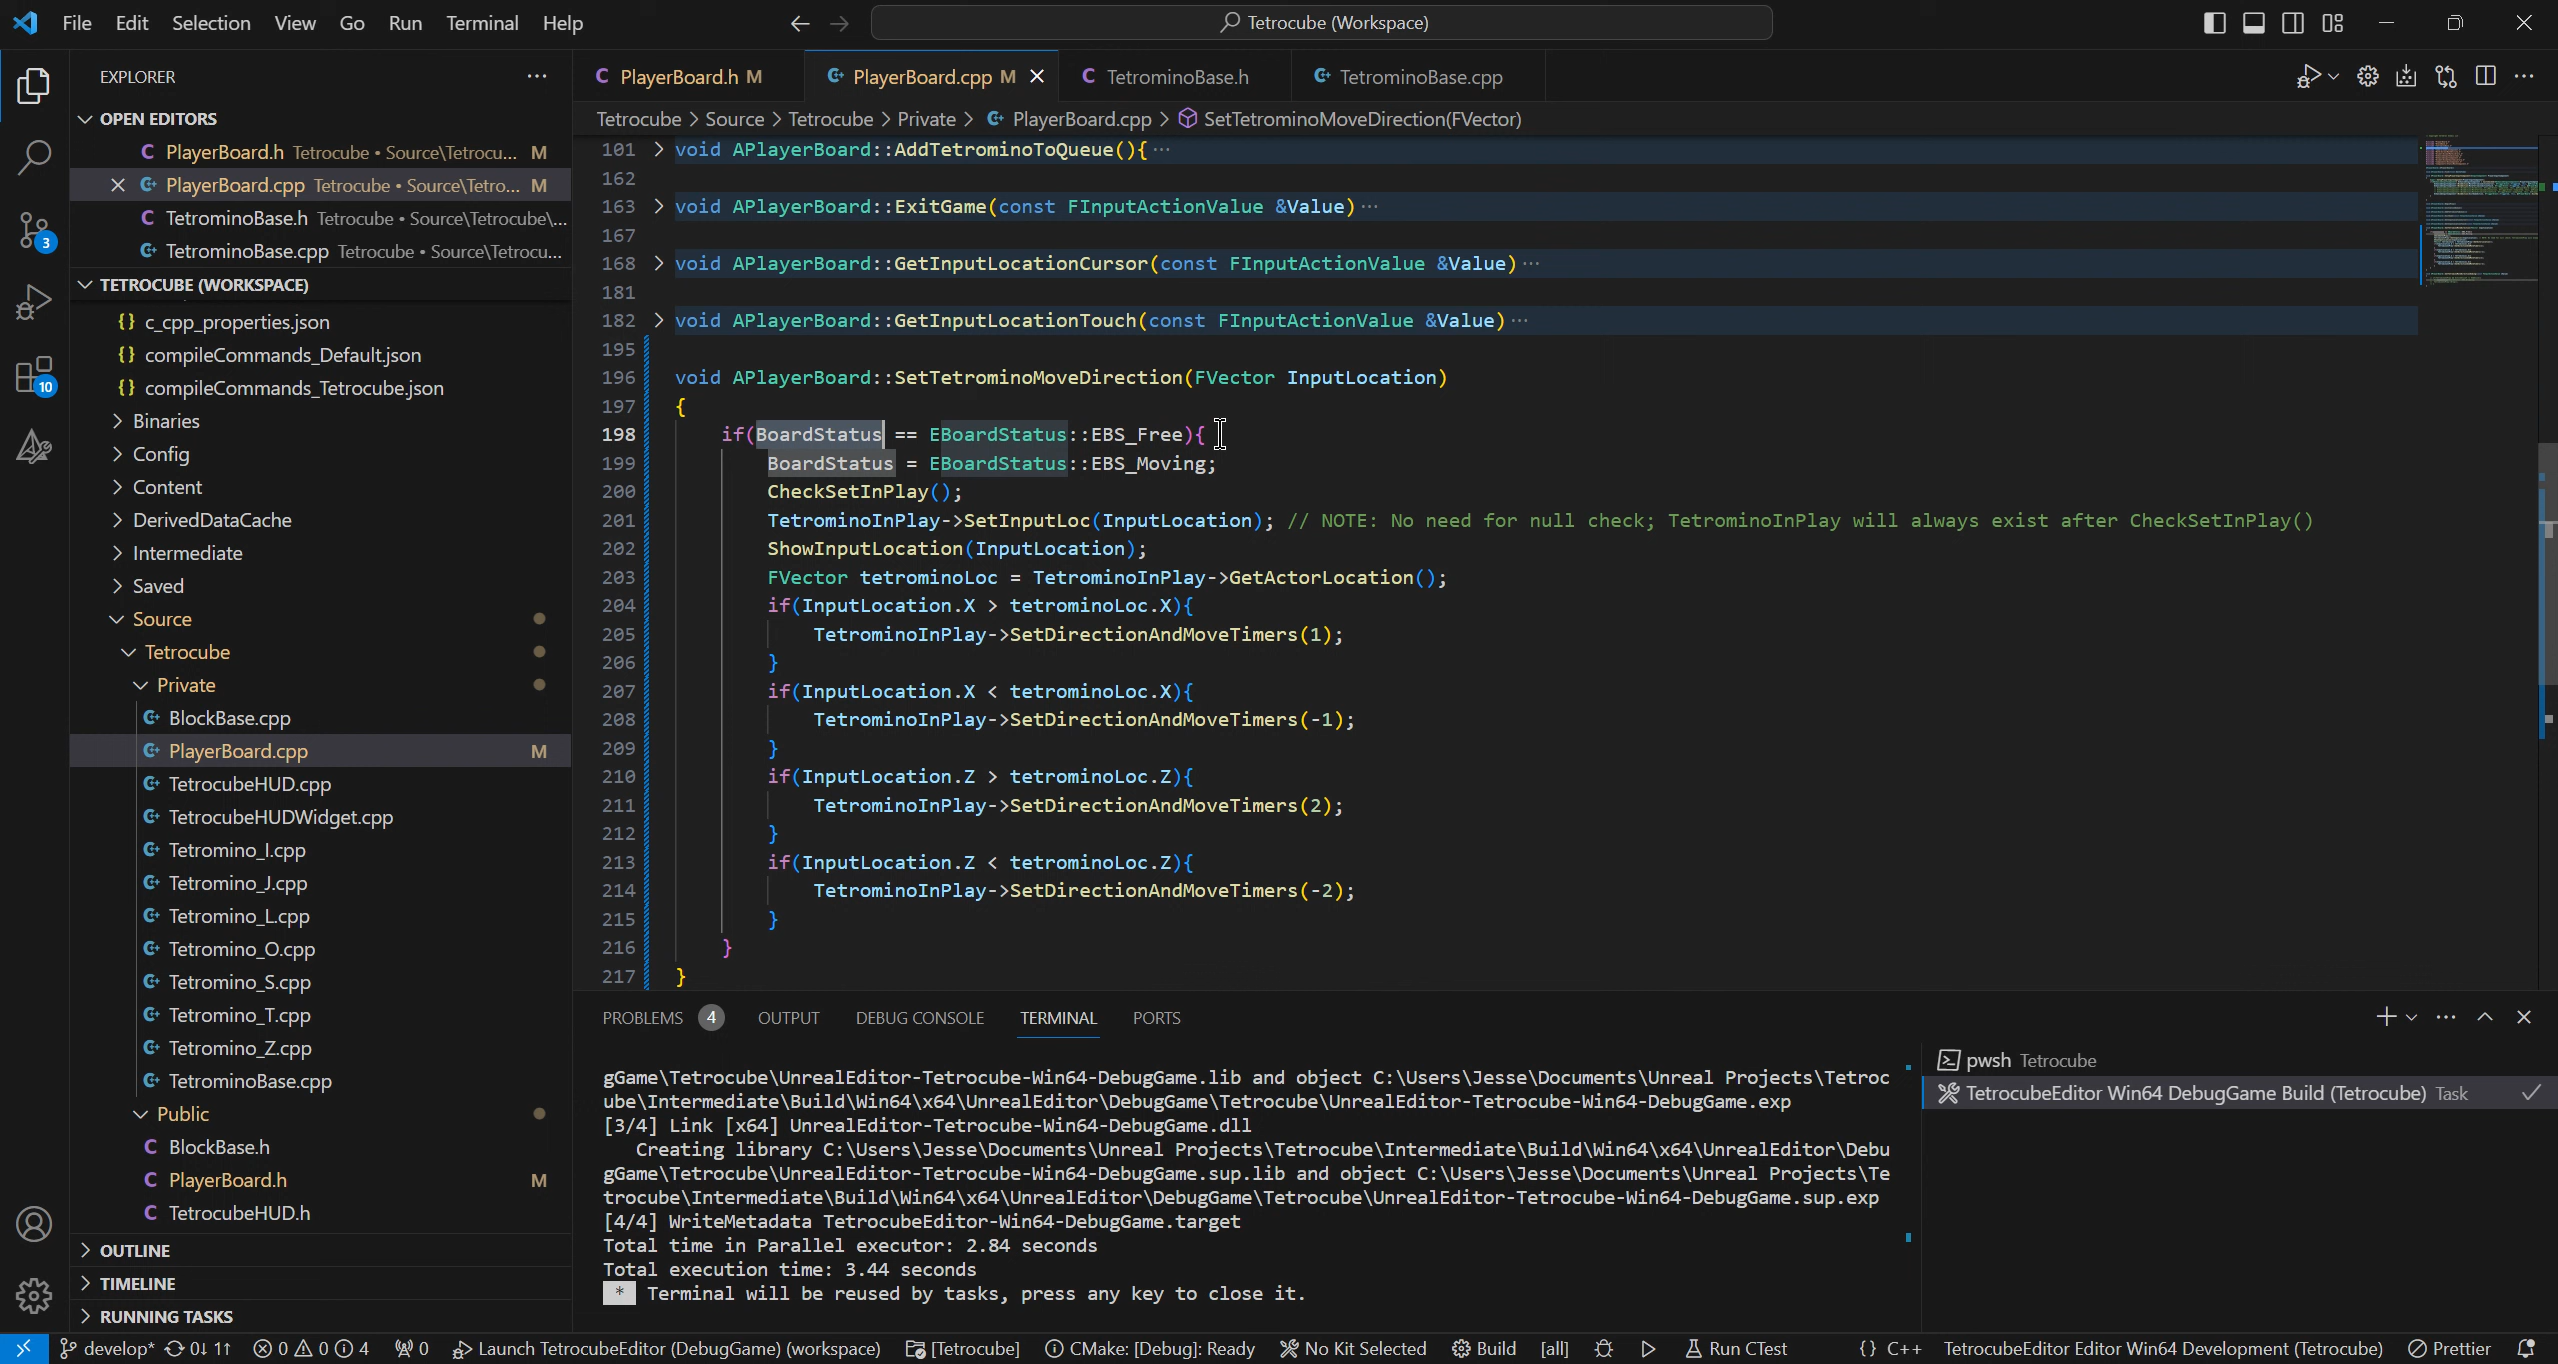 File Edit Selection View Go Run Terminal Help
Tetrocube (Workspace)
EXPLORER
OPEN EDITORS
PlayerBoard.h Tetrocube • Source\Tetrocu... M
PlayerBoard.cpp Tetrocube • Source\Tetro... M
TetrominoBase.h Tetrocube • Source\Tetrocube\...
TetrominoBase.cpp Tetrocube • Source\Tetrocu...
3
10
TETROCUBE (WORKSPACE)
{} c_cpp_properties.json
{} compileCommands_Default.json
{} compileCommands_Tetrocube.json
Binaries
Config
Content
DerivedDataCache
Intermediate
Saved
Source
Tetrocube
Private
BlockBase.cpp
PlayerBoard.cpp M
TetrocubeHUD.cpp
TetrocubeHUDWidget.cpp
Tetromino_I.cpp
Tetromino_J.cpp
Tetromino_L.cpp
Tetromino_O.cpp
Tetromino_S.cpp
Tetromino_T.cpp
Tetromino_Z.cpp
TetrominoBase.cpp
Public
BlockBase.h
PlayerBoard.h M
TetrocubeHUD.h
OUTLINE
TIMELINE
RUNNING TASKS
C PlayerBoard.h M
PlayerBoard.cpp M
C TetrominoBase.h
TetrominoBase.cpp
Tetrocube > Source > Tetrocube > Private > PlayerBoard.cpp > SetTetrominoMoveDirection(FVector)
101 > void APlayerBoard::AddTetrominoToQueue(){ ...
162
163 > void APlayerBoard::ExitGame(const FInputActionValue &Value) ...
167
168 > void APlayerBoard::GetInputLocationCursor(const FInputActionValue &Value) ...
181
182 > void APlayerBoard::GetInputLocationTouch(const FInputActionValue &Value) ...
195
196 void APlayerBoard::SetTetrominoMoveDirection(FVector InputLocation)
197 {
198 if(BoardStatus == EBoardStatus::EBS_Free){
199 BoardStatus = EBoardStatus::EBS_Moving;
200 CheckSetInPlay();
201 TetrominoInPlay->SetInputLoc(InputLocation); // NOTE: No need for null check; TetrominoInPlay will always exist after CheckSetInPlay()
202 ShowInputLocation(InputLocation);
203 FVector tetrominoLoc = TetrominoInPlay->GetActorLocation();
204 if(InputLocation.X > tetrominoLoc.X){
205 TetrominoInPlay->SetDirectionAndMoveTimers(1);
206 }
207 if(InputLocation.X < tetrominoLoc.X){
208 TetrominoInPlay->SetDirectionAndMoveTimers(-1);
209 }
210 if(InputLocation.Z > tetrominoLoc.Z){
211 TetrominoInPlay->SetDirectionAndMoveTimers(2);
212 }
213 if(InputLocation.Z < tetrominoLoc.Z){
214 TetrominoInPlay->SetDirectionAndMoveTimers(-2);
215 }
216 }
217 }
PROBLEMS 4 OUTPUT DEBUG CONSOLE TERMINAL PORTS
gGame\Tetrocube\UnrealEditor-Tetrocube-Win64-DebugGame.lib and object C:\Users\Jesse\Documents\Unreal Projects\Tetroc
ube\Intermediate\Build\Win64\x64\UnrealEditor\DebugGame\Tetrocube\UnrealEditor-Tetrocube-Win64-DebugGame.exp
[3/4] Link [x64] UnrealEditor-Tetrocube-Win64-DebugGame.dll
Creating library C:\Users\Jesse\Documents\Unreal Projects\Tetrocube\Intermediate\Build\Win64\x64\UnrealEditor\Debu
gGame\Tetrocube\UnrealEditor-Tetrocube-Win64-DebugGame.sup.lib and object C:\Users\Jesse\Documents\Unreal Projects\Te
trocube\Intermediate\Build\Win64\x64\UnrealEditor\DebugGame\Tetrocube\UnrealEditor-Tetrocube-Win64-DebugGame.sup.exp
[4/4] WriteMetadata TetrocubeEditor-Win64-DebugGame.target
Total time in Parallel executor: 2.84 seconds
Total execution time: 3.44 seconds
* Terminal will be reused by tasks, press any key to close it.
pwsh Tetrocube
TetrocubeEditor Win64 DebugGame Build (Tetrocube) Task
develop* 0↓ 1↑ 0 0 4 0 Launch TetrocubeEditor (DebugGame) (workspace) [Tetrocube] CMake: [Debug]: Ready No Kit Selected Build [all] Run CTest {} C++ TetrocubeEditor Editor Win64 Development (Tetrocube) Prettier